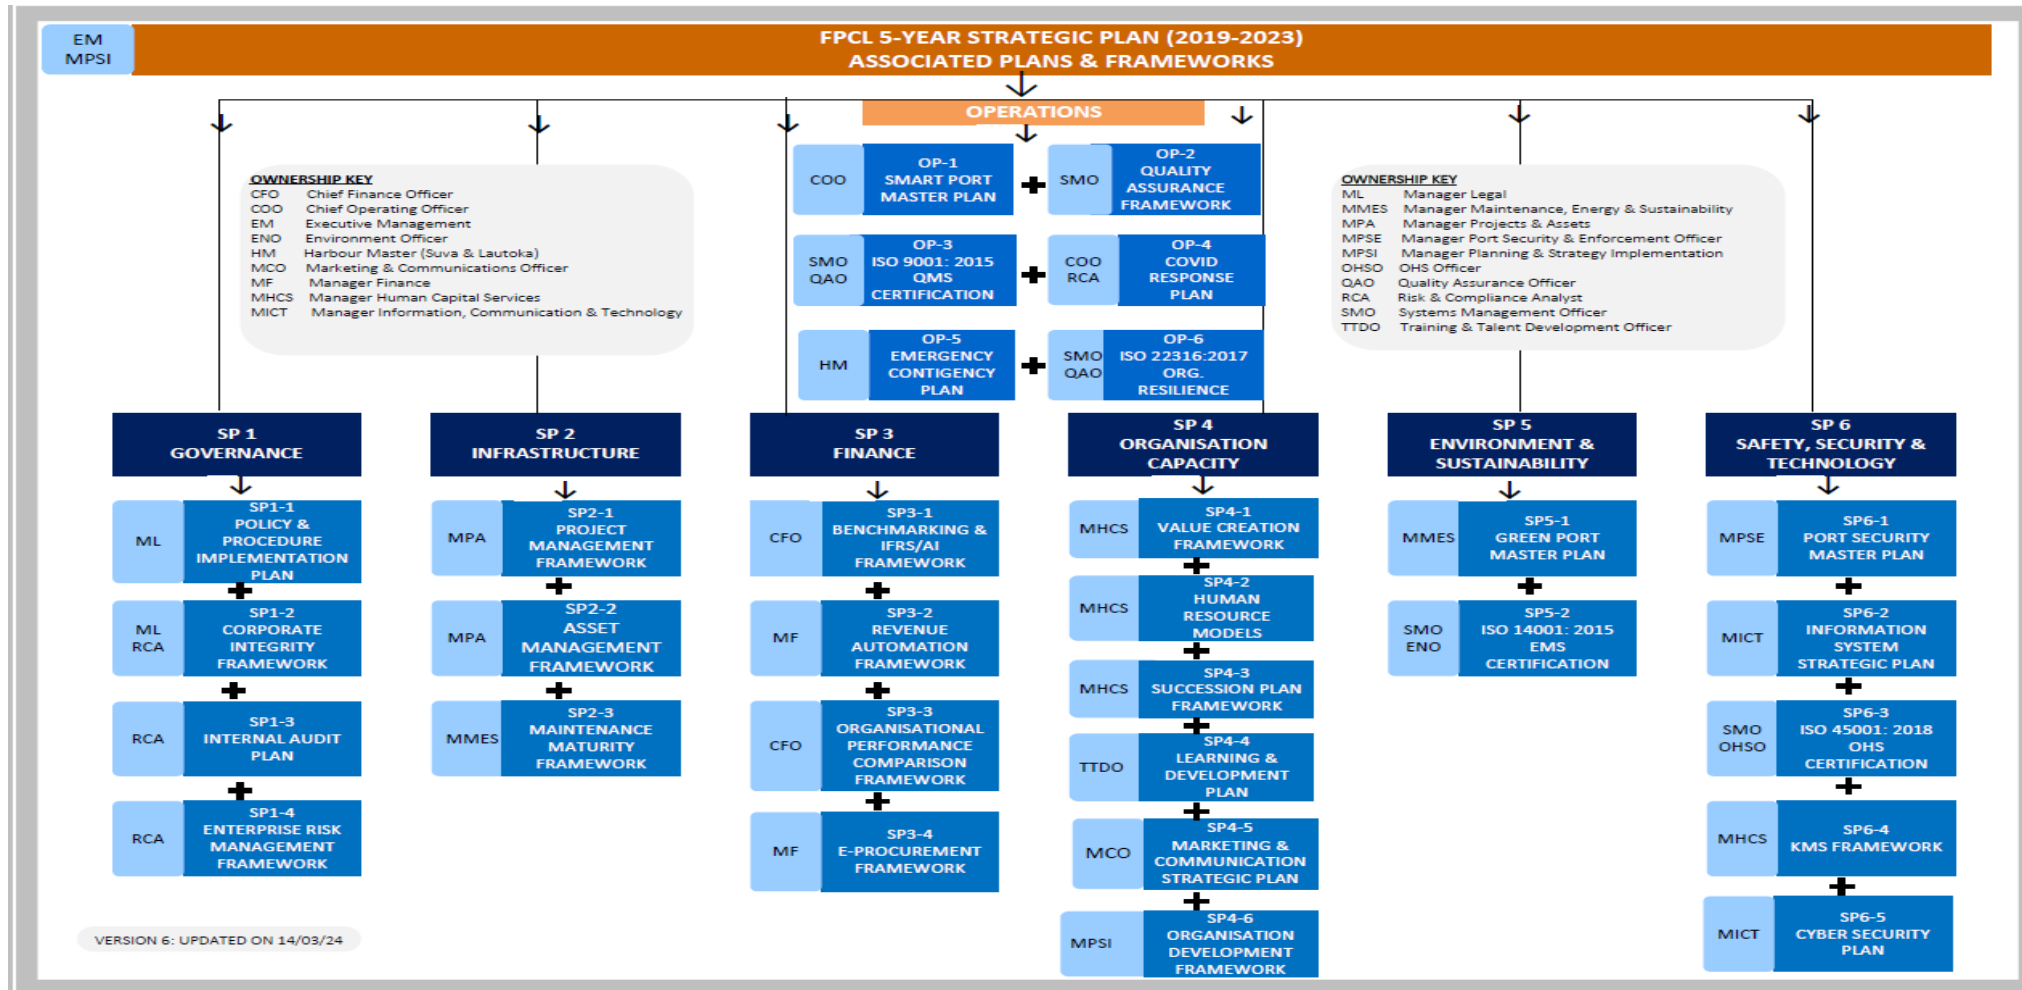 EM
MPSI
FPCL 5-YEAR STRATEGIC PLAN (2019-2023)
ASSOCIATED PLANS & FRAMEWORKS
OPERATIONS
OWNERSHIP KEY
CFO Chief Finance Officer
COO Chief Operating Officer
EM Executive Management
ENO Environment Officer
HM Harbour Master (Suva & Lautoka)
MCO Marketing & Communications Officer
MF Manager Finance
MHCS Manager Human Capital Services
MICT Manager Information, Communication & Technology
COO
OP-1
SMART PORT
MASTER PLAN
SMO
OP-2
QUALITY
ASSURANCE
FRAMEWORK
SMO
QAO
OP-3
ISO 9001: 2015
QMS
CERTIFICATION
COO
RCA
OP-4
COVID
RESPONSE
PLAN
HM
OP-5
EMERGENCY
CONTIGENCY
PLAN
SMO
QAO
OP-6
ISO 22316:2017
ORG.
RESILIENCE
OWNERSHIP KEY
ML Manager Legal
MMES Manager Maintenance, Energy & Sustainability
MPA Manager Projects & Assets
MPSE Manager Port Security & Enforcement Officer
MPSI Manager Planning & Strategy Implementation
OHSO OHS Officer
QAO Quality Assurance Officer
RCA Risk & Compliance Analyst
SMO Systems Management Officer
TTDO Training & Talent Development Officer
SP 1
GOVERNANCE
ML
SP1-1
POLICY &
PROCEDURE
IMPLEMENTATION
PLAN
ML
RCA
SP1-2
CORPORATE
INTEGRITY
FRAMEWORK
RCA
SP1-3
INTERNAL AUDIT
PLAN
RCA
SP1-4
ENTERPRISE RISK
MANAGEMENT
FRAMEWORK
SP 2
INFRASTRUCTURE
MPA
SP2-1
PROJECT
MANAGEMENT
FRAMEWORK
MPA
SP2-2
ASSET
MANAGEMENT
FRAMEWORK
MMES
SP2-3
MAINTENANCE
MATURITY
FRAMEWORK
SP 3
FINANCE
CFO
SP3-1
BENCHMARKING &
IFRS/AI
FRAMEWORK
MF
SP3-2
REVENUE
AUTOMATION
FRAMEWORK
CFO
SP3-3
ORGANISATIONAL
PERFORMANCE
COMPARISON
FRAMEWORK
MF
SP3-4
E-PROCUREMENT
FRAMEWORK
SP 4
ORGANISATION
CAPACITY
MHCS
SP4-1
VALUE CREATION
FRAMEWORK
MHCS
SP4-2
HUMAN
RESOURCE
MODELS
MHCS
SP4-3
SUCCESSION PLAN
FRAMEWORK
TTDO
SP4-4
LEARNING &
DEVELOPMENT
PLAN
MCO
SP4-5
MARKETING &
COMMUNICATION
STRATEGIC PLAN
MPSI
SP4-6
ORGANISATION
DEVELOPMENT
FRAMEWORK
SP 5
ENVIRONMENT &
SUSTAINABILITY
MMES
SP5-1
GREEN PORT
MASTER PLAN
SMO
ENO
SP5-2
ISO 14001: 2015
EMS
CERTIFICATION
SP 6
SAFETY, SECURITY &
TECHNOLOGY
MPSE
SP6-1
PORT SECURITY
MASTER PLAN
MICT
SP6-2
INFORMATION
SYSTEM
STRATEGIC PLAN
SMO
OHSO
SP6-3
ISO 45001: 2018
OHS
CERTIFICATION
MHCS
SP6-4
KMS FRAMEWORK
MICT
SP6-5
CYBER SECURITY
PLAN
VERSION 6: UPDATED ON 14/03/24